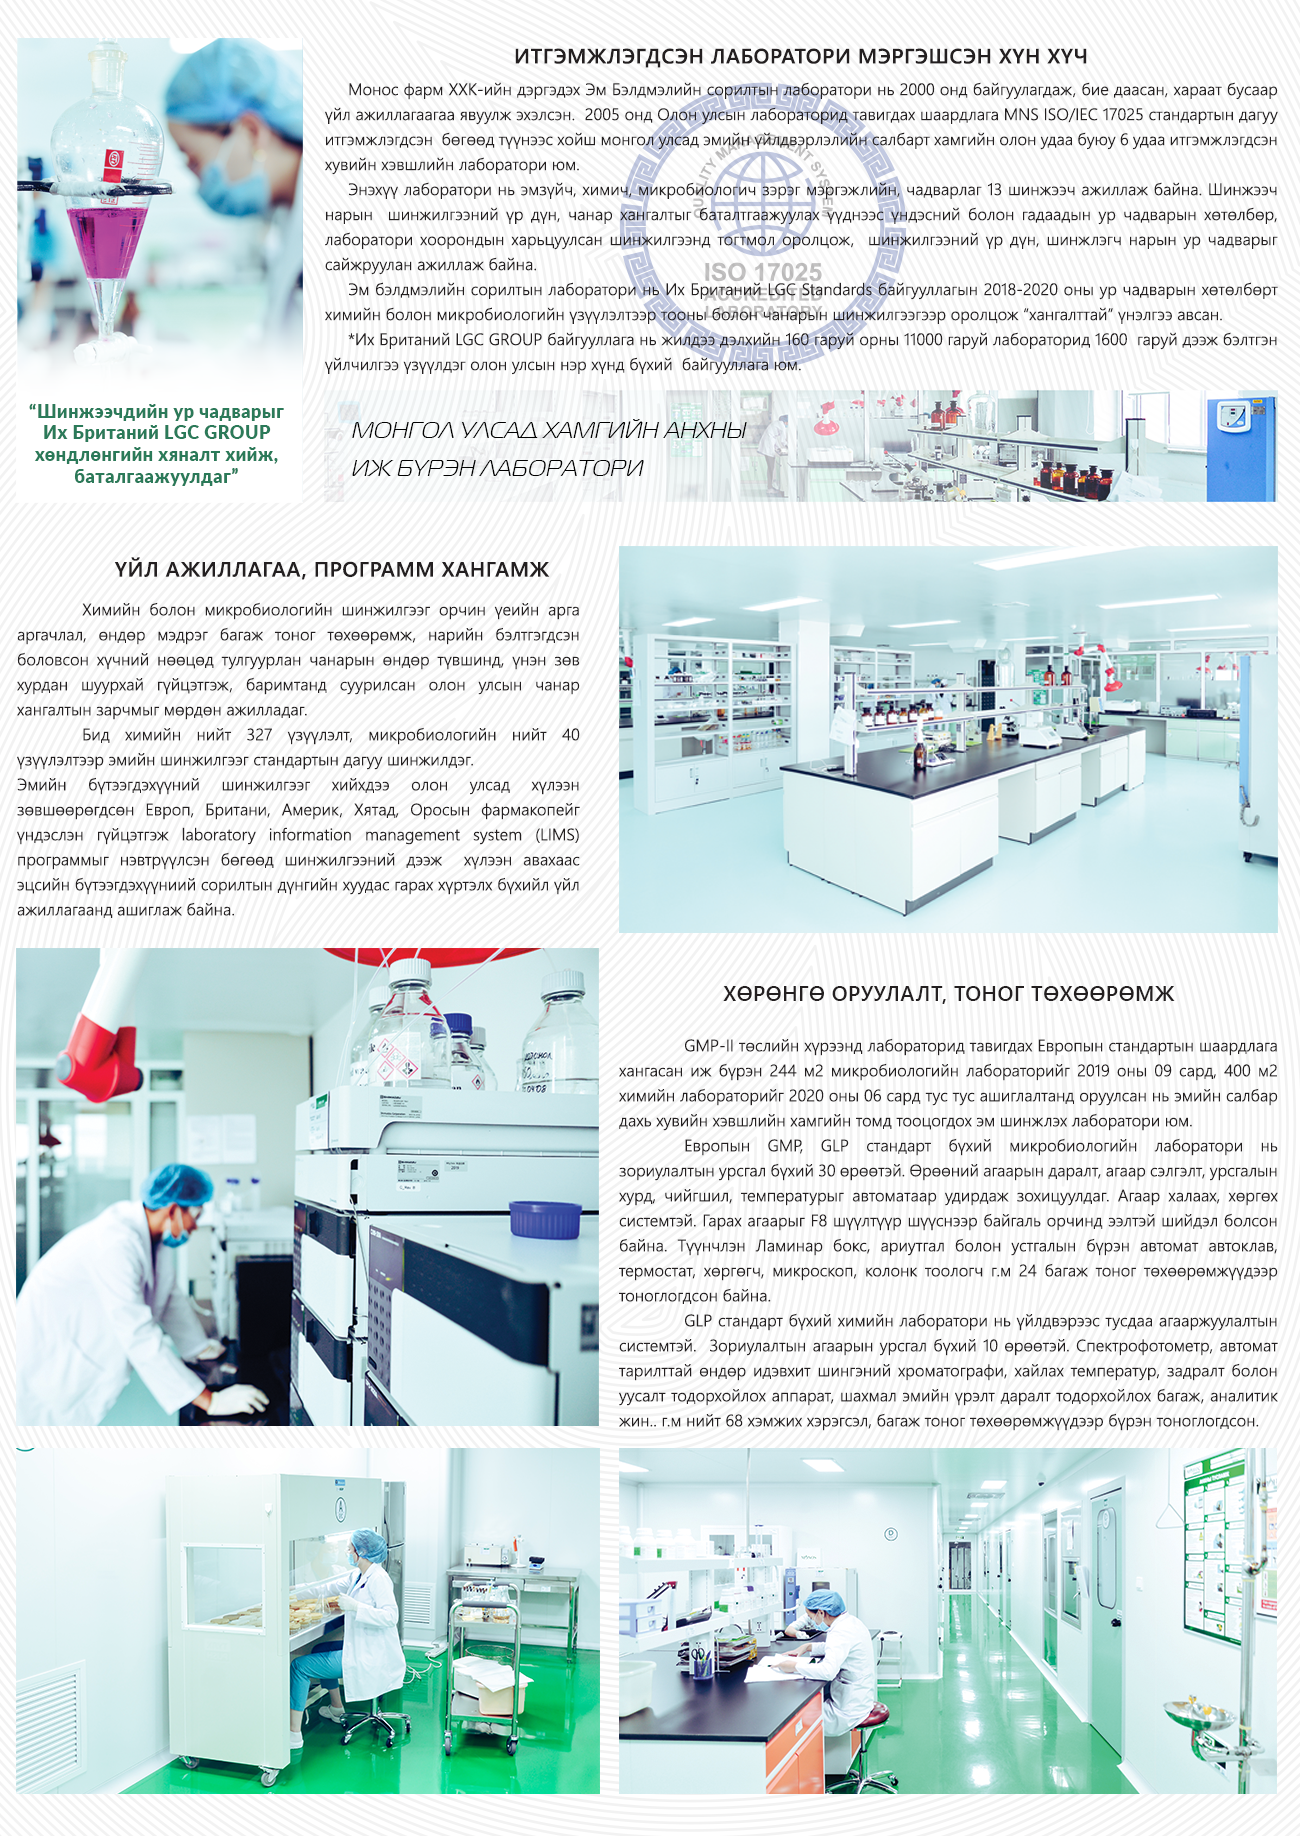 ИТГЭМЖЛЭГДСЭН ЛАБОРАТОРИ МЭРГЭШСЭН ХҮН ХҮЧ
Монос фарм ХХК-ийн дэргэдэх Эм Бэлдмэлийн сорилтын лаборатори нь 2000 онд байгуулагдаж, бие даасан, хараат бусаар
үйл ажиллагаагаа явуулж эхэлсэн. 2005 онд Олон улсын лабораторид тавигдах шаардлага MNS ISO/IEC 17025 стандартын дагуу
итгэмжлэгдсэн бөгөөд түүнээс хойш монгол улсад эмийн үйлдвэрлэлийн салбарт хамгийн олон удаа буюу 6 удаа итгэмжлэгдсэн
хувийн хэвшлийн лаборатори юм.
Энэхүү лаборатори нь эмзүйч, химич, микробиологич зэрэг мэргэжлийн, чадварлаг 13 шинжээч ажиллаж байна. Шинжээч
нарын шинжилгээний үр дүн, чанар хангалтыг баталтгаажуулах үүднээс үндэсний болон гадаадын ур чадварын хөтөлбөр,
лаборатори хоорондын харьцуулсан шинжилгээнд тогтмол оролцож, шинжилгээний үр дүн, шинжлэгч нарын ур чадварыг
сайжруулан ажиллаж байна.
Эм бэлдмэлийн сорилтын лаборатори нь Их Британий LGC Standards байгууллагын 2018-2020 оны ур чадварын хөтөлбөрт
химийн болон микробиологийн үзүүлэлтээр тооны болон чанарын шинжилгээгээр оролцож “хангалттай” үнэлгээ авсан.
*Их Британий LGC GROUP байгууллага нь жилдээ дэлхийн 160 гаруй орны 11000 гаруй лабораторид 1600 гаруй дээж бэлтгэн
үйлчилгээ үзүүлдэг олон улсын нэр хүнд бүхий байгууллага юм.
QUALITY MANAGEMENT SYSTEM
ISO 17025
ACCREDITED
LABORATORY
“Шинжээчдийн ур чадварыг
Их Британий LGC GROUP
хөндлөнгийн хяналт хийж,
баталгаажуулдаг”
МОНГОЛ УЛСАД ХАМГИЙН АНХНЫ
ИЖ БҮРЭН ЛАБОРАТОРИ
ҮЙЛ АЖИЛЛАГАА, ПРОГРАММ ХАНГАМЖ
Химийн болон микробиологийн шинжилгээг орчин үеийн арга
аргачлал, өндөр мэдрэг багаж тоног төхөөрөмж, нарийн бэлтгэгдсэн
боловсон хүчний нөөцөд тулгуурлан чанарын өндөр түвшинд, үнэн зөв
хурдан шуурхай гүйцэтгэж, баримтанд суурилсан олон улсын чанар
хангалтын зарчмыг мөрдөн ажилладаг.
Бид химийн нийт 327 үзүүлэлт, микробиологийн нийт 40
үзүүлэлтээр эмийн шинжилгээг стандартын дагуу шинжилдэг.
Эмийн бүтээгдэхүүний шинжилгээг хийхдээ олон улсад хүлээн
зөвшөөрөгдсөн Европ, Британи, Америк, Хятад, Оросын фармакопейг
үндэслэн гүйцэтгэж laboratory information management system (LIMS)
программыг нэвтрүүлсэн бөгөөд шинжилгээний дээж хүлээн авахаас
эцсийн бүтээгдэхүүниий сорилтын дүнгийн хуудас гарах хүртэлх бүхийл үйл
ажиллагаанд ашиглаж байна.
ХӨРӨНГӨ ОРУУЛАЛТ, ТОНОГ ТӨХӨӨРӨМЖ
GMP-II төслийн хүрээнд лабораторид тавигдах Европын стандартын шаардлага
хангасан иж бүрэн 244 м2 микробиологийн лабораторийг 2019 оны 09 сард, 400 м2
химийн лабораторийг 2020 оны 06 сард тус тус ашиглалтанд оруулсан нь эмийн салбар
дахь хувийн хэвшлийн хамгийн томд тооцогдох эм шинжлэх лаборатори юм.
Европын GMP, GLP стандарт бүхий микробиологийн лаборатори нь
зориулалтын урсгал бүхий 30 өрөөтэй. Өрөөний агаарын даралт, агаар сэлгэлт, урсгалын
хурд, чийгшил, температурыг автоматаар удирдаж зохицуулдаг. Агаар халаах, хөргөх
системтэй. Гарах агаарыг F8 шүүлтүүр шүүснээр байгаль орчинд ээлтэй шийдэл болсон
байна. Түүнчлэн Ламинар бокс, ариутгал болон устгалын бүрэн автомат автоклав,
термостат, хөргөгч, микроскоп, колонк тоологч г.м 24 багаж тоног төхөөрөмжүүдээр
тоноглогдсон байна.
GLP стандарт бүхий химийн лаборатори нь үйлдвэрээс тусдаа агааржуулалтын
системтэй. Зориулалтын агаарын урсгал бүхий 10 өрөөтэй. Спектрофотометр, автомат
тарилттай өндөр идэвхит шингэний хроматографи, хайлах температур, задралт болон
уусалт тодорхойлох аппарат, шахмал эмийн үрэлт даралт тодорхойлох багаж, аналитик
жин.. г.м нийт 68 хэмжих хэрэгсэл, багаж тоног төхөөрөмжүүдээр бүрэн тоноглогдсон.